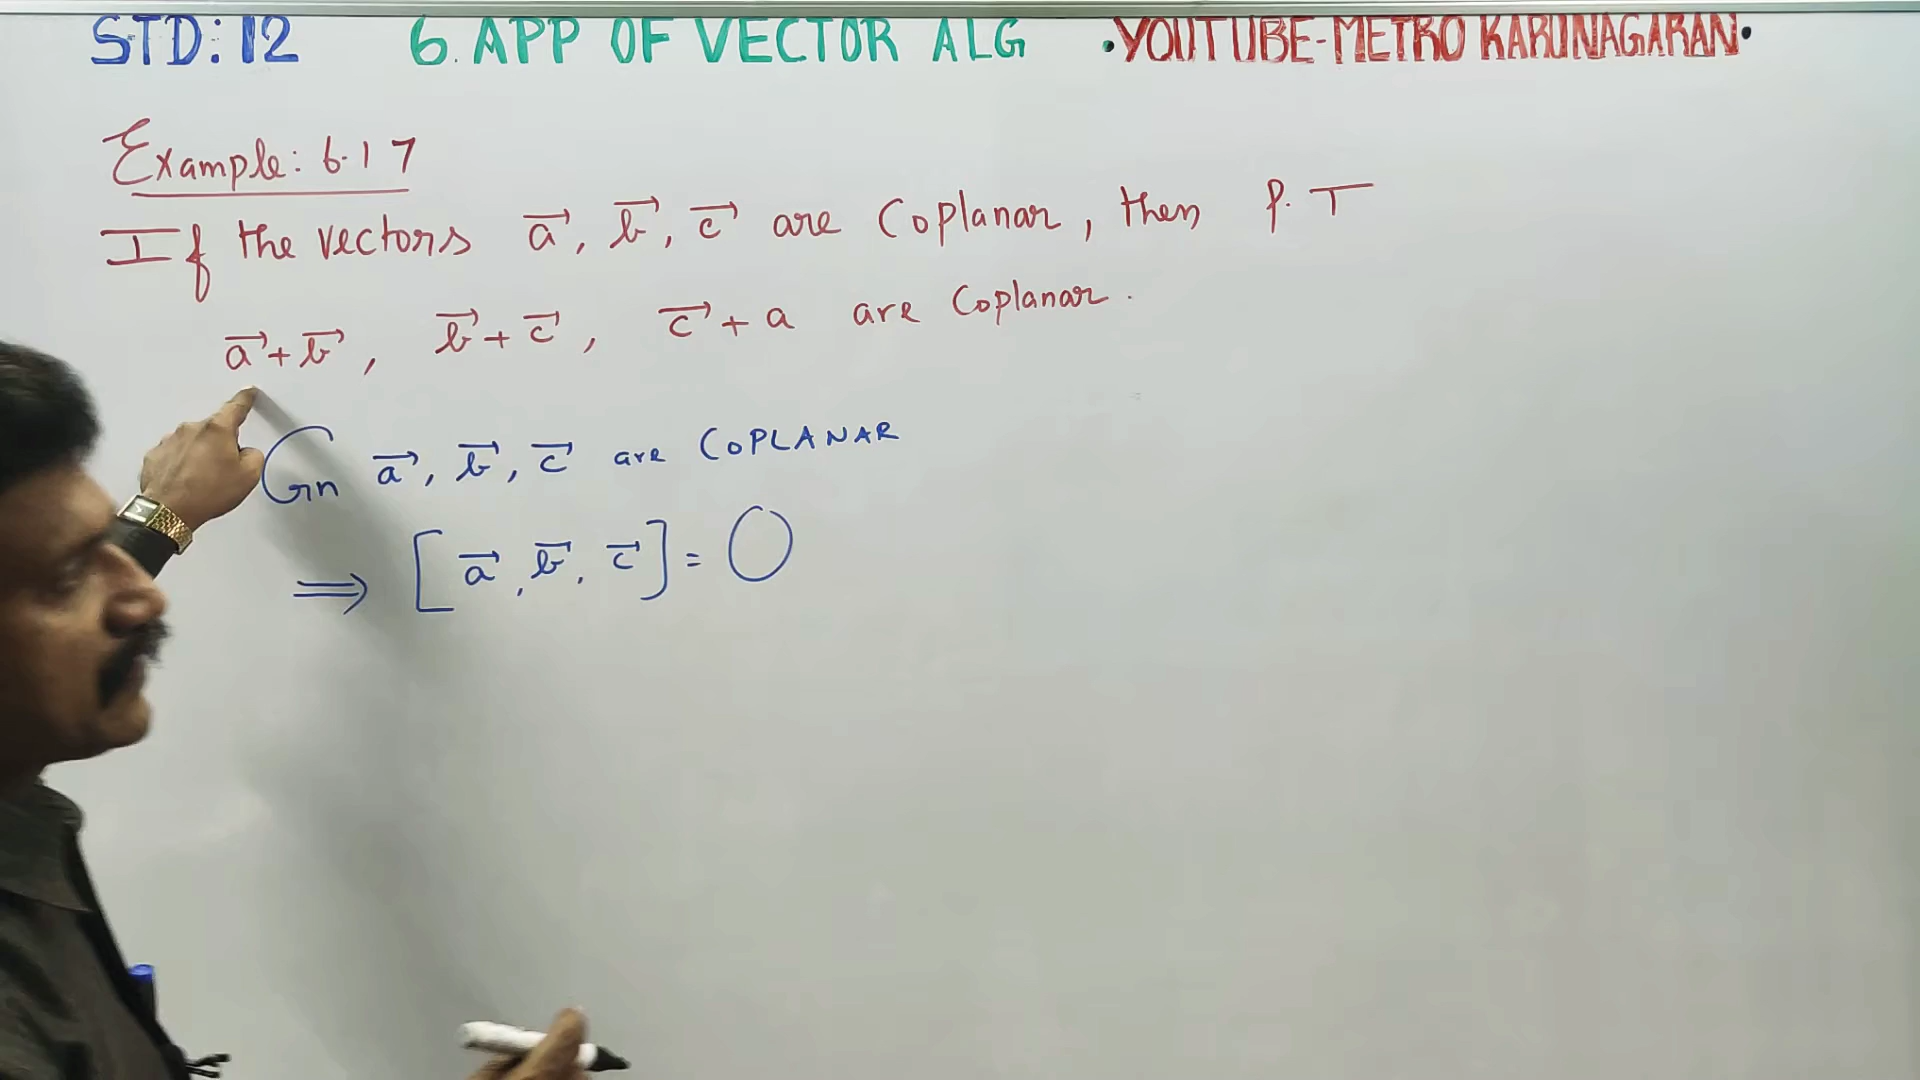 STD: 12 6. APP OF VECTOR ALG •YOUTUBE-METRO KARUNAGARAN•
Example: 6.17
If the vectors a⃗, b⃗, c⃗ are Coplanar, then P.T
a⃗+b⃗, b⃗+c⃗, c⃗+a are Coplanar.
Gn a⃗, b⃗, c⃗ are COPLANAR
⟹ [a⃗, b⃗, c⃗] = 0